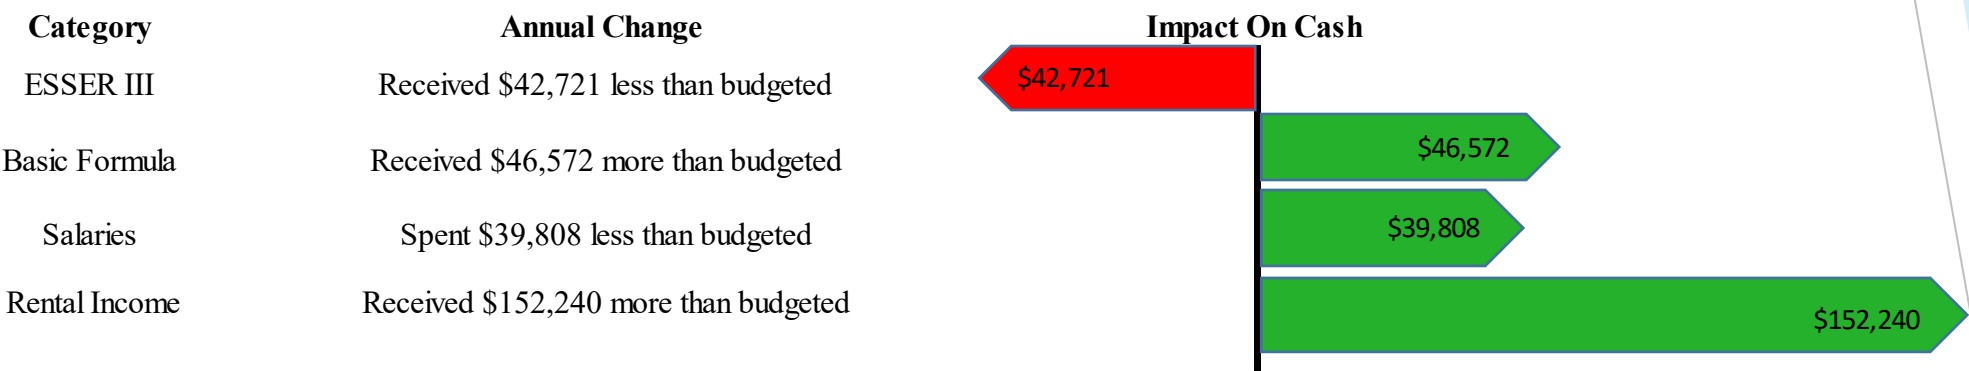 Category Annual Change Impact On Cash
ESSER III Received $42,721 less than budgeted $42,721
Basic Formula Received $46,572 more than budgeted $46,572
Salaries Spent $39,808 less than budgeted $39,808
Rental Income Received $152,240 more than budgeted $152,240